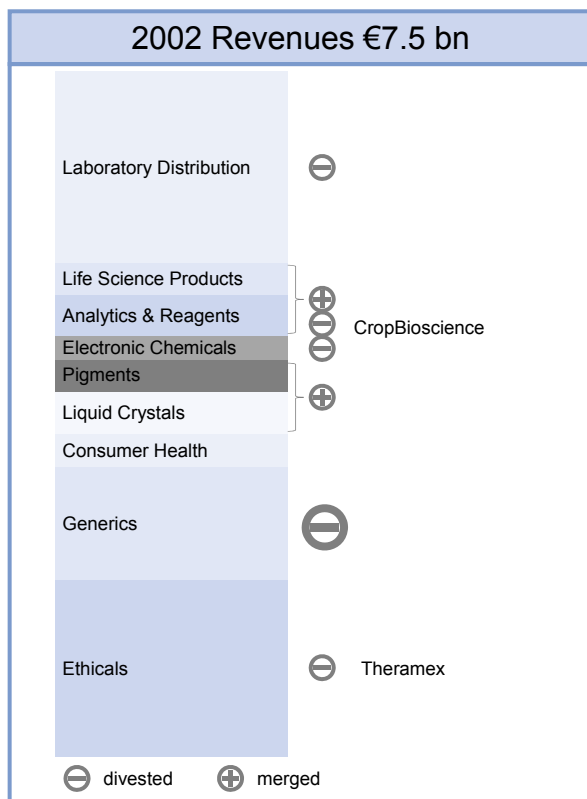 2002 Revenues €7.5 bn
Laboratory Distribution
Life Science Products
Analytics & Reagents
CropBioscience
Electronic Chemicals
Pigments
Liquid Crystals
Consumer Health
Generics
Ethicals
Theramex
divested
merged